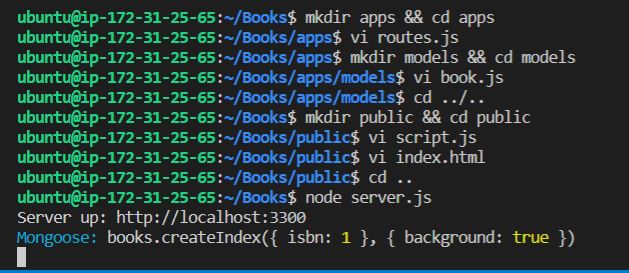 ubuntu@ip-172-31-25-65:~/Books$ mkdir apps && cd apps
ubuntu@ip-172-31-25-65:~/Books/apps$ vi routes.js
ubuntu@ip-172-31-25-65:~/Books/apps$ mkdir models && cd models
ubuntu@ip-172-31-25-65:~/Books/apps/models$ vi book.js
ubuntu@ip-172-31-25-65:~/Books/apps/models$ cd ../..
ubuntu@ip-172-31-25-65:~/Books$ mkdir public && cd public
ubuntu@ip-172-31-25-65:~/Books/public$ vi script.js
ubuntu@ip-172-31-25-65:~/Books/public$ vi index.html
ubuntu@ip-172-31-25-65:~/Books/public$ cd ..
ubuntu@ip-172-31-25-65:~/Books$ node server.js
Server up: http://localhost:3300
Mongoose: books.createIndex({ isbn: 1 }, { background: true })